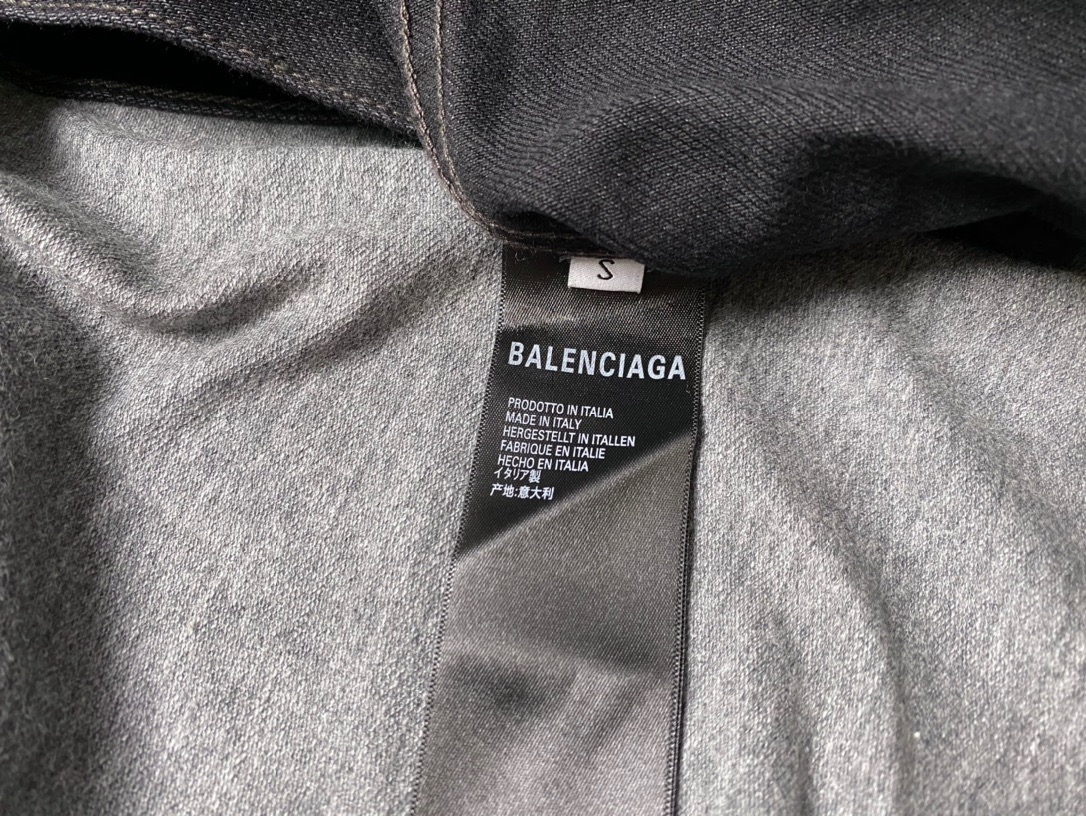 S
BALENCIAGA
PRODOTTO IN ITALIA
MADE IN ITALY
HERGESTELLT IN ITALLEN
FABRIQUE EN ITALIE
HECHO EN ITALIA
イタリア製
产地:意大利